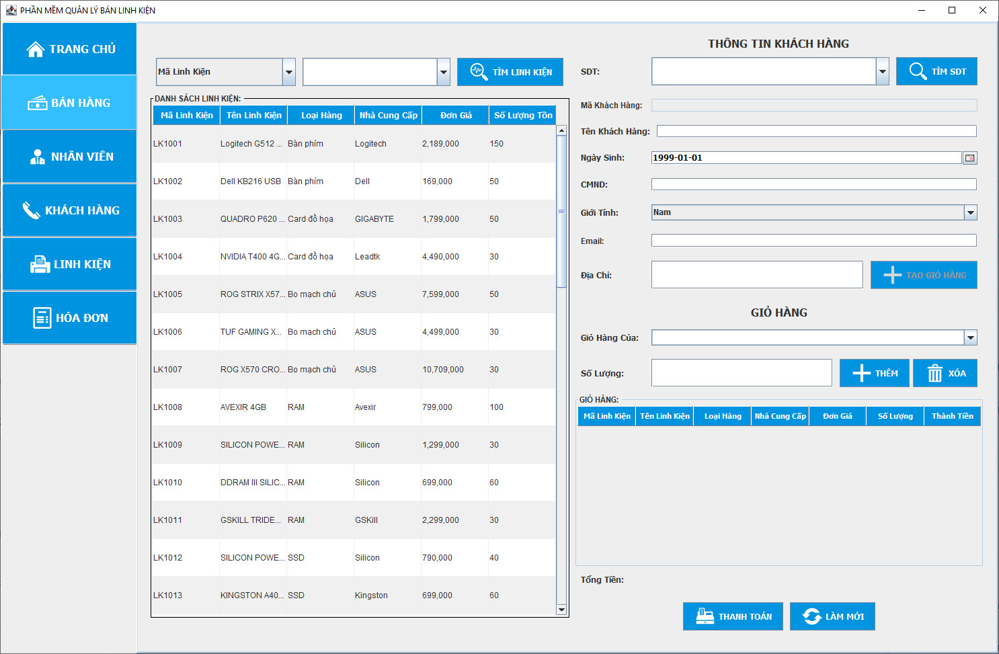 PHẦN MỀM QUẢN LÝ BÁN LINH KIỆN
TRANG CHỦ
BÁN HÀNG
NHÂN VIÊN
KHÁCH HÀNG
LINH KIỆN
HÓA ĐƠN
Mã Linh Kiện
TÌM LINH KIỆN
DANH SÁCH LINH KIỆN:
Mã Linh Kiện Tên Linh Kiện Loại Hàng Nhà Cung Cấp Đơn Giá Số Lượng Tồn
LK1001 Logitech G512 ... Bàn phím Logitech 2,189,000 150
LK1002 Dell KB216 USB Bàn phím Dell 169,000 50
LK1003 QUADRO P620 ... Card đồ họa GIGABYTE 1,799,000 50
LK1004 NVIDIA T400 4G... Card đồ họa Leadtk 4,490,000 30
LK1005 ROG STRIX X57... Bo mạch chủ ASUS 7,599,000 50
LK1006 TUF GAMING X... Bo mạch chủ ASUS 4,499,000 30
LK1007 ROG X570 CRO... Bo mạch chủ ASUS 10,709,000 30
LK1008 AVEXIR 4GB RAM Avexir 799,000 100
LK1009 SILICON POWE... RAM Silicon 1,299,000 30
LK1010 DDRAM III SILIC... RAM Silicon 699,000 60
LK1011 GSKILL TRIDE... RAM GSKill 2,299,000 30
LK1012 SILICON POWE... SSD Silicon 790,000 40
LK1013 KINGSTON A40... SSD Kingston 699,000 60
THÔNG TIN KHÁCH HÀNG
SDT: TÌM SDT
Mã Khách Hàng:
Tên Khách Hàng:
Ngày Sinh: 1999-01-01
CMND:
Giới Tính: Nam
Email:
Địa Chỉ: TẠO GIỎ HÀNG
GIỎ HÀNG
Giỏ Hàng Của:
Số Lượng: THÊM XÓA
GIỎ HÀNG:
Mã Linh Kiện Tên Linh Kiện Loại Hàng Nhà Cung Cấp Đơn Giá Số Lượng Thành Tiền
Tổng Tiền:
THANH TOÁN LÀM MỚI